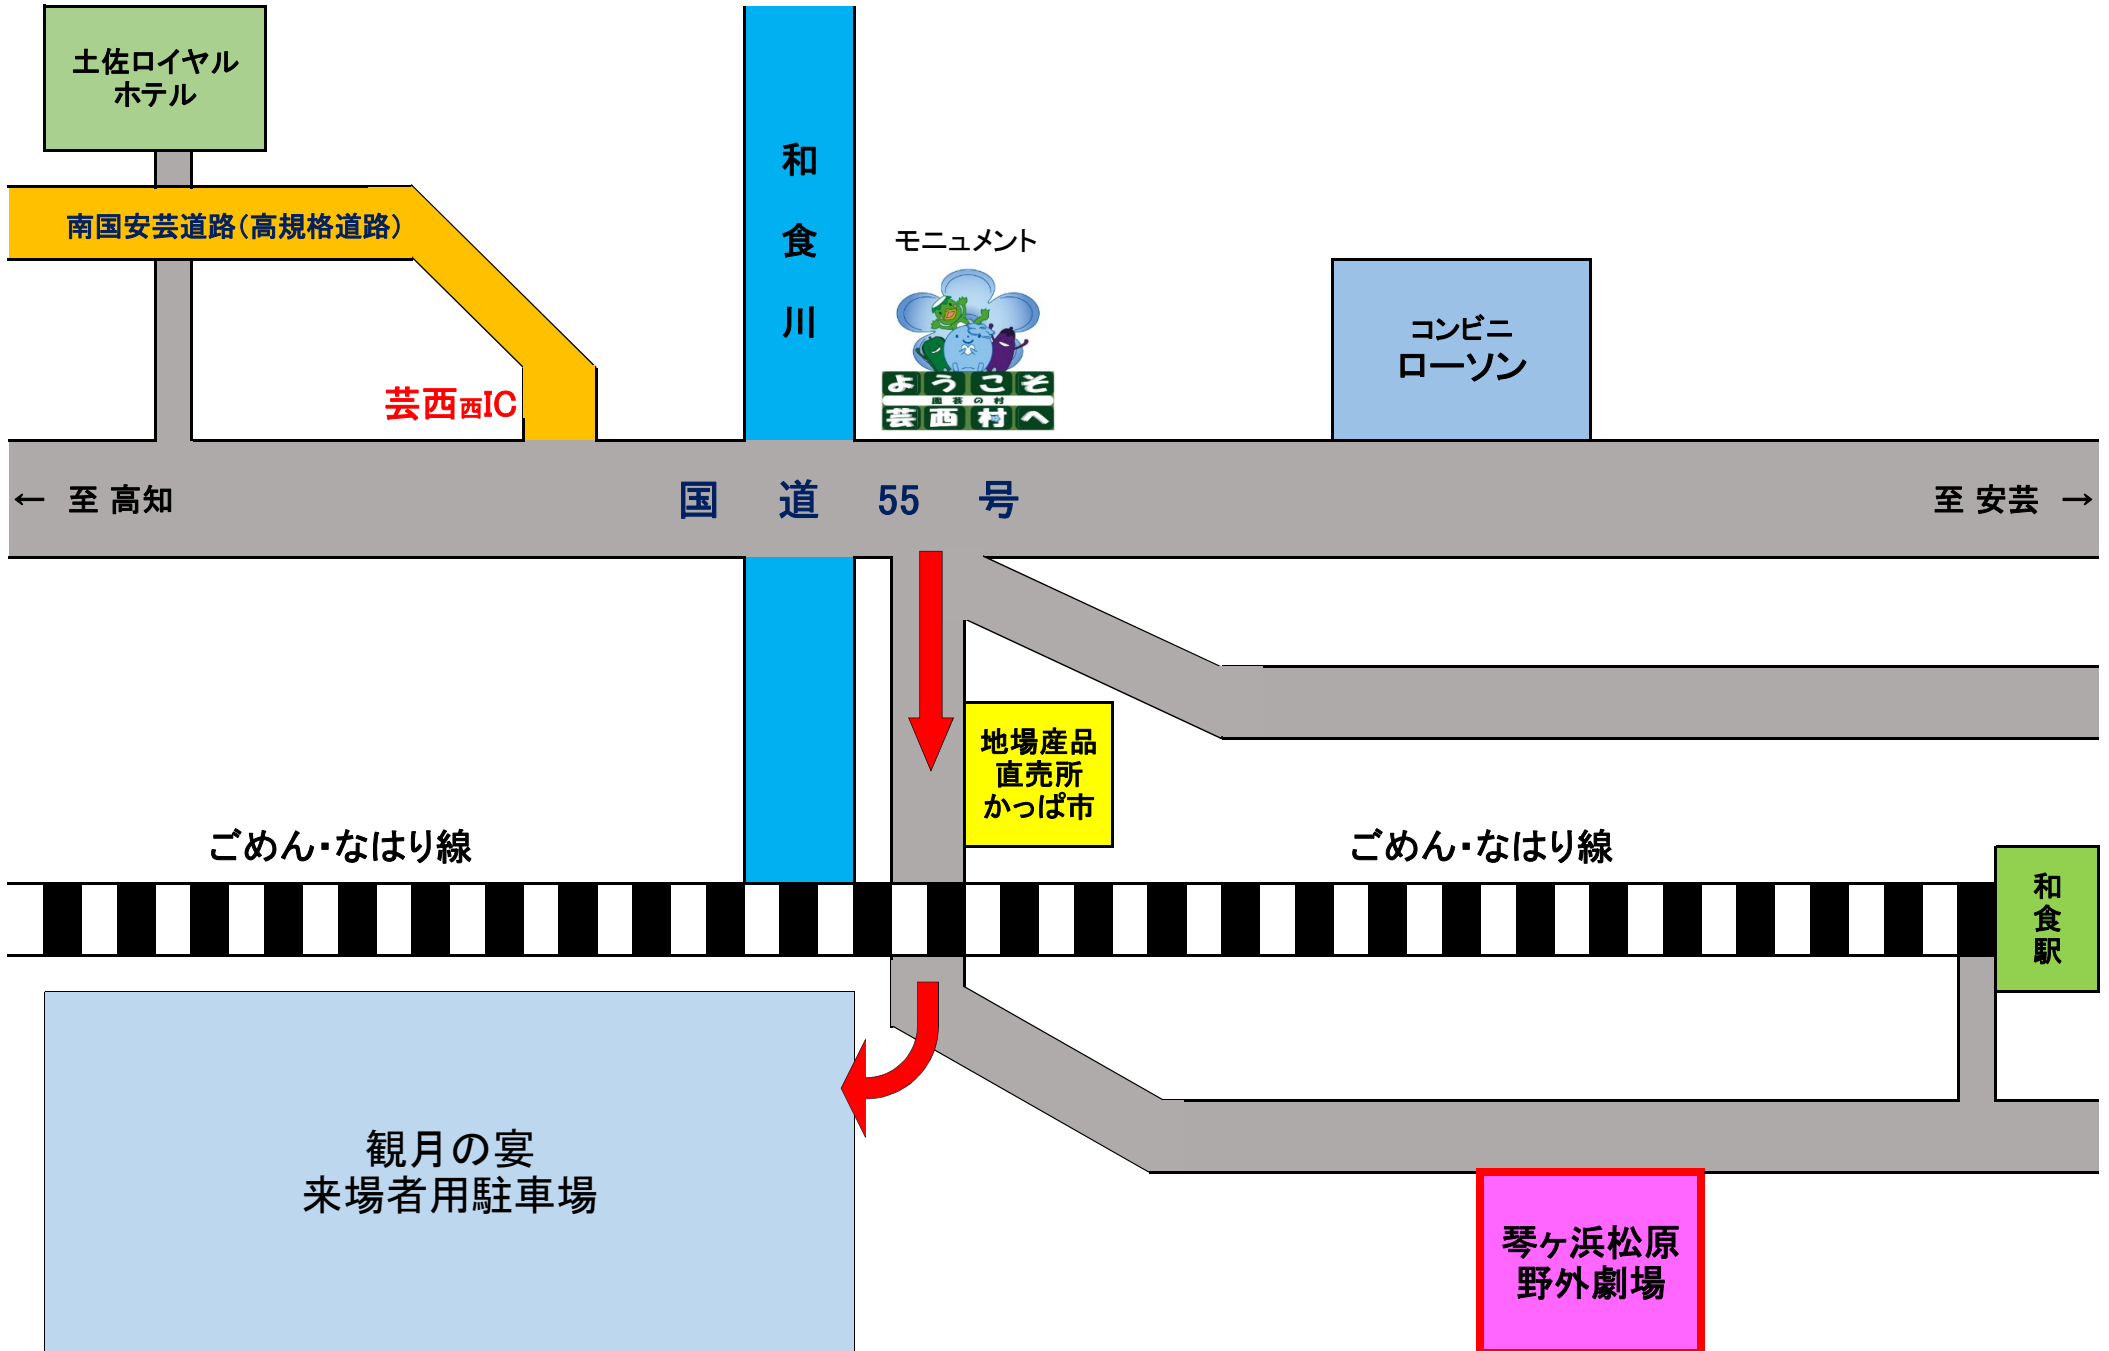 土佐ロイヤル
ホテル
南国安芸道路(高規格道路)
和
食
川
モニュメント
ようこそ
園芸の村
芸西村へ
コンビニ
ローソン
芸西西IC
← 至 高知
国 道 55 号
至 安芸 →
地場産品
直売所
かっぱ市
ごめん・なはり線
ごめん・なはり線
和
食
駅
観月の宴
来場者用駐車場
琴ヶ浜松原
野外劇場